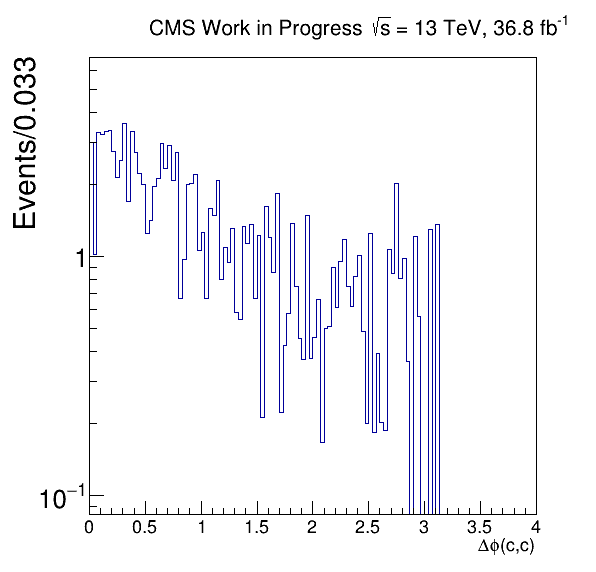 CMS Work in Progress √s = 13 TeV, 36.8 fb⁻¹
Events/0.033
1
10⁻¹
0 0.5 1 1.5 2 2.5 3 3.5 4
Δϕ(c,c)